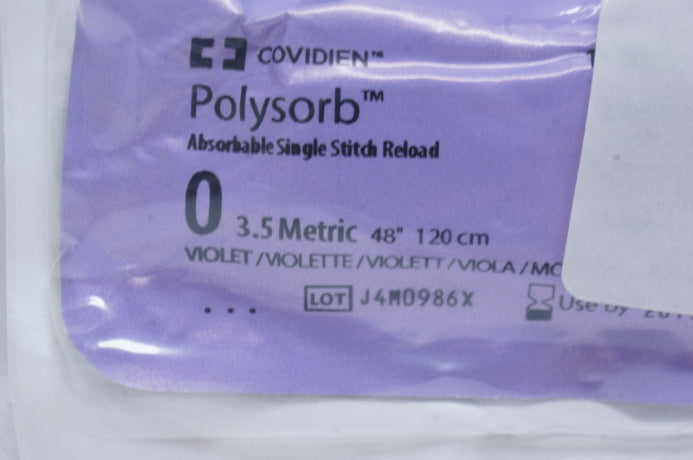 COVIDIEN™
Polysorb™
Absorbable Single Stitch Reload
0 3.5 Metric 48" 120 cm
VIOLET / VIOLETTE / VIOLETT / VIOLA / MO
LOT J4M0986X
Use by